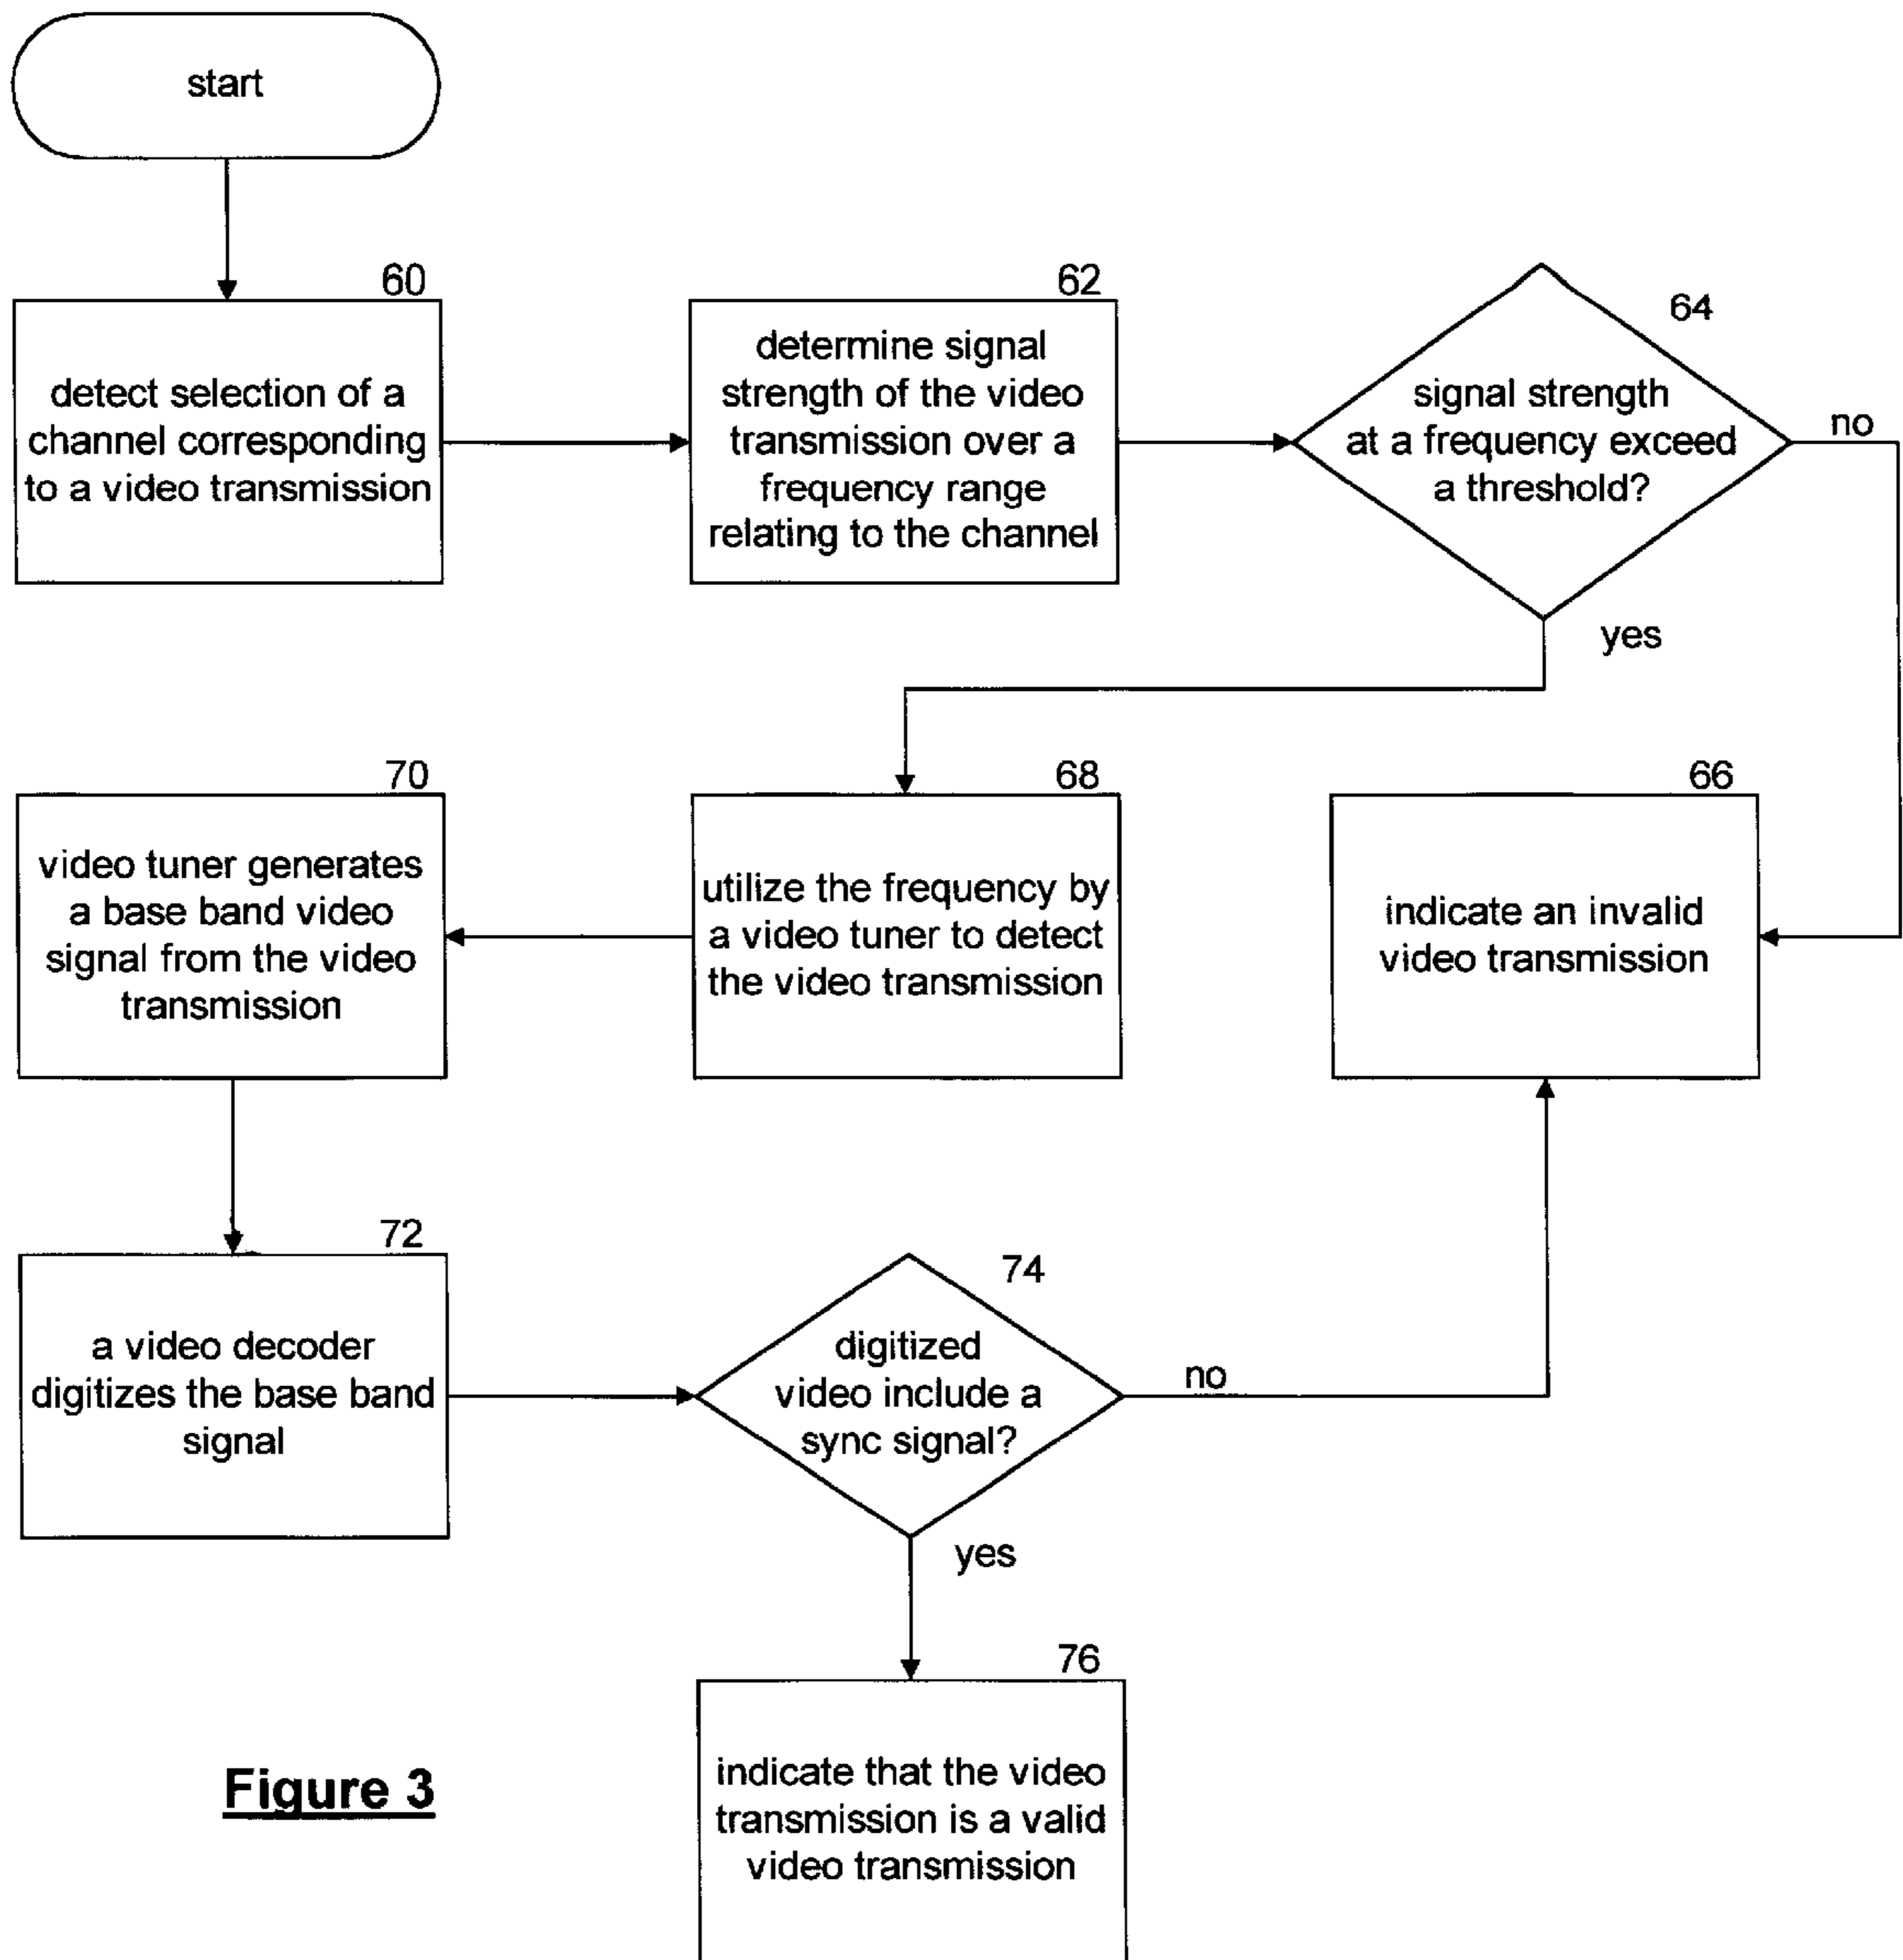 start
60
detect selection of a
channel corresponding
to a video transmission
62
determine signal
strength of the video
transmission over a
frequency range
relating to the channel
64
signal strength
at a frequency exceed
a threshold?
no
yes
70
video tuner generates
a base band video
signal from the video
transmission
68
utilize the frequency by
a video tuner to detect
the video transmission
66
indicate an invalid
video transmission
72
a video decoder
digitizes the base band
signal
74
digitized
video include a
sync signal?
no
yes
76
indicate that the video
transmission is a valid
video transmission
Figure 3